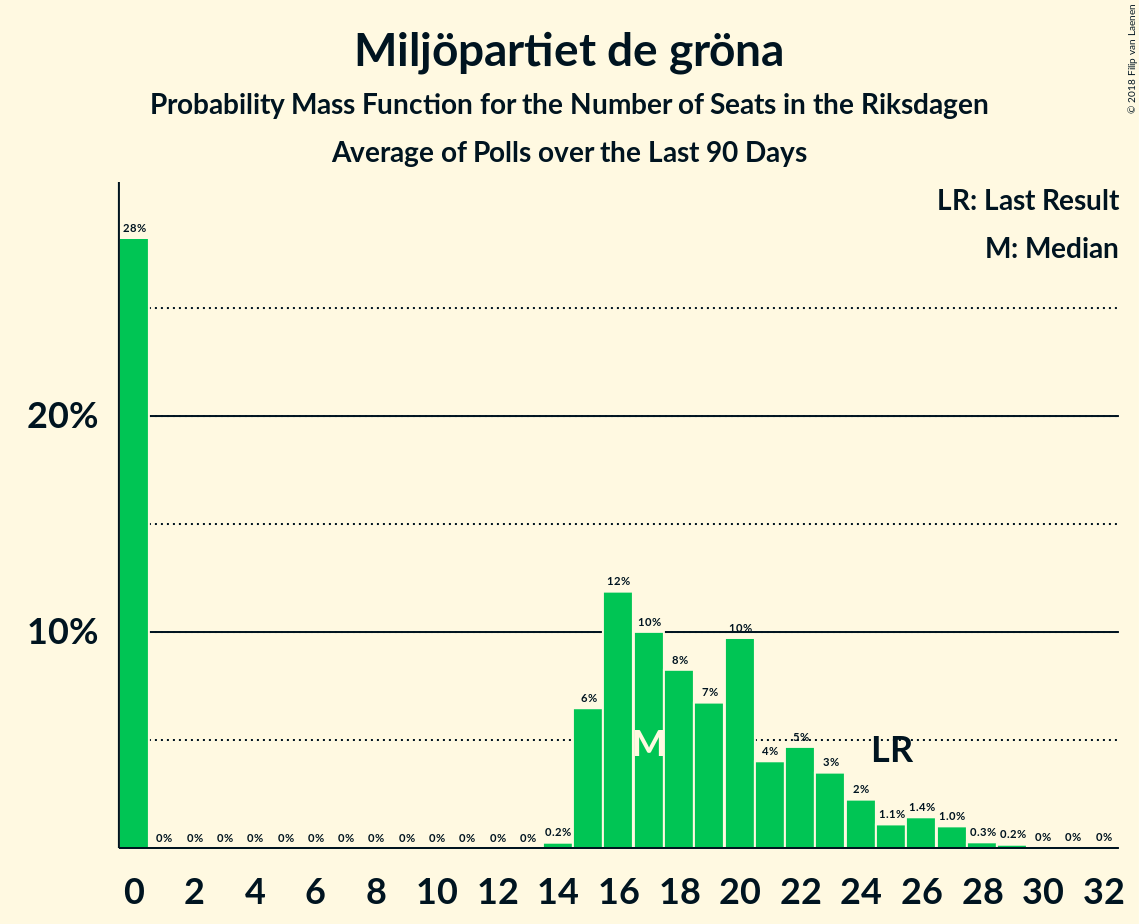 Miljöpartiet de gröna
Probability Mass Function for the Number of Seats in the Riksdagen
Average of Polls over the Last 90 Days
© 2018 Filip van Laenen
LR: Last Result
M: Median
20%
10%
28%
0% 0% 0% 0% 0% 0% 0% 0% 0% 0% 0% 0% 0% 0.2% 6% 12% 10% 8% 7% 10% 4% 5% 3% 2% 1.1% 1.4% 1.0% 0.3% 0.2% 0% 0% 0%
M
LR
0 2 4 6 8 10 12 14 16 18 20 22 24 26 28 30 32